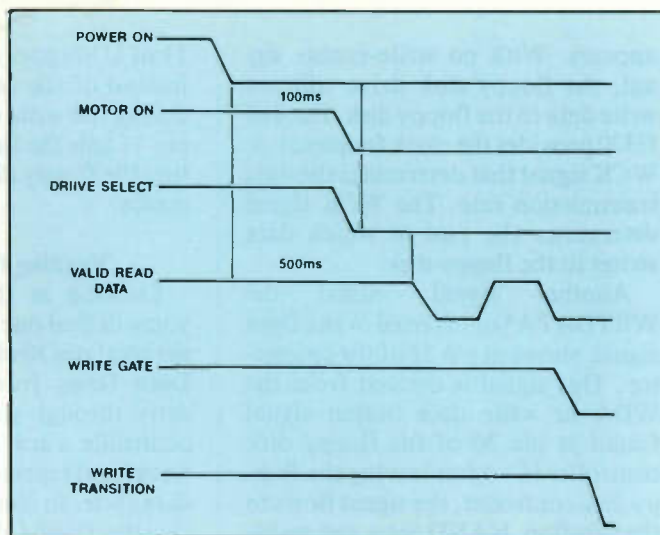 POWER ON
100ms
MOTOR ON
DRIIVE SELECT
500ms
VALID READ
DATA
WRITE GATE
WRITE
TRANSITION